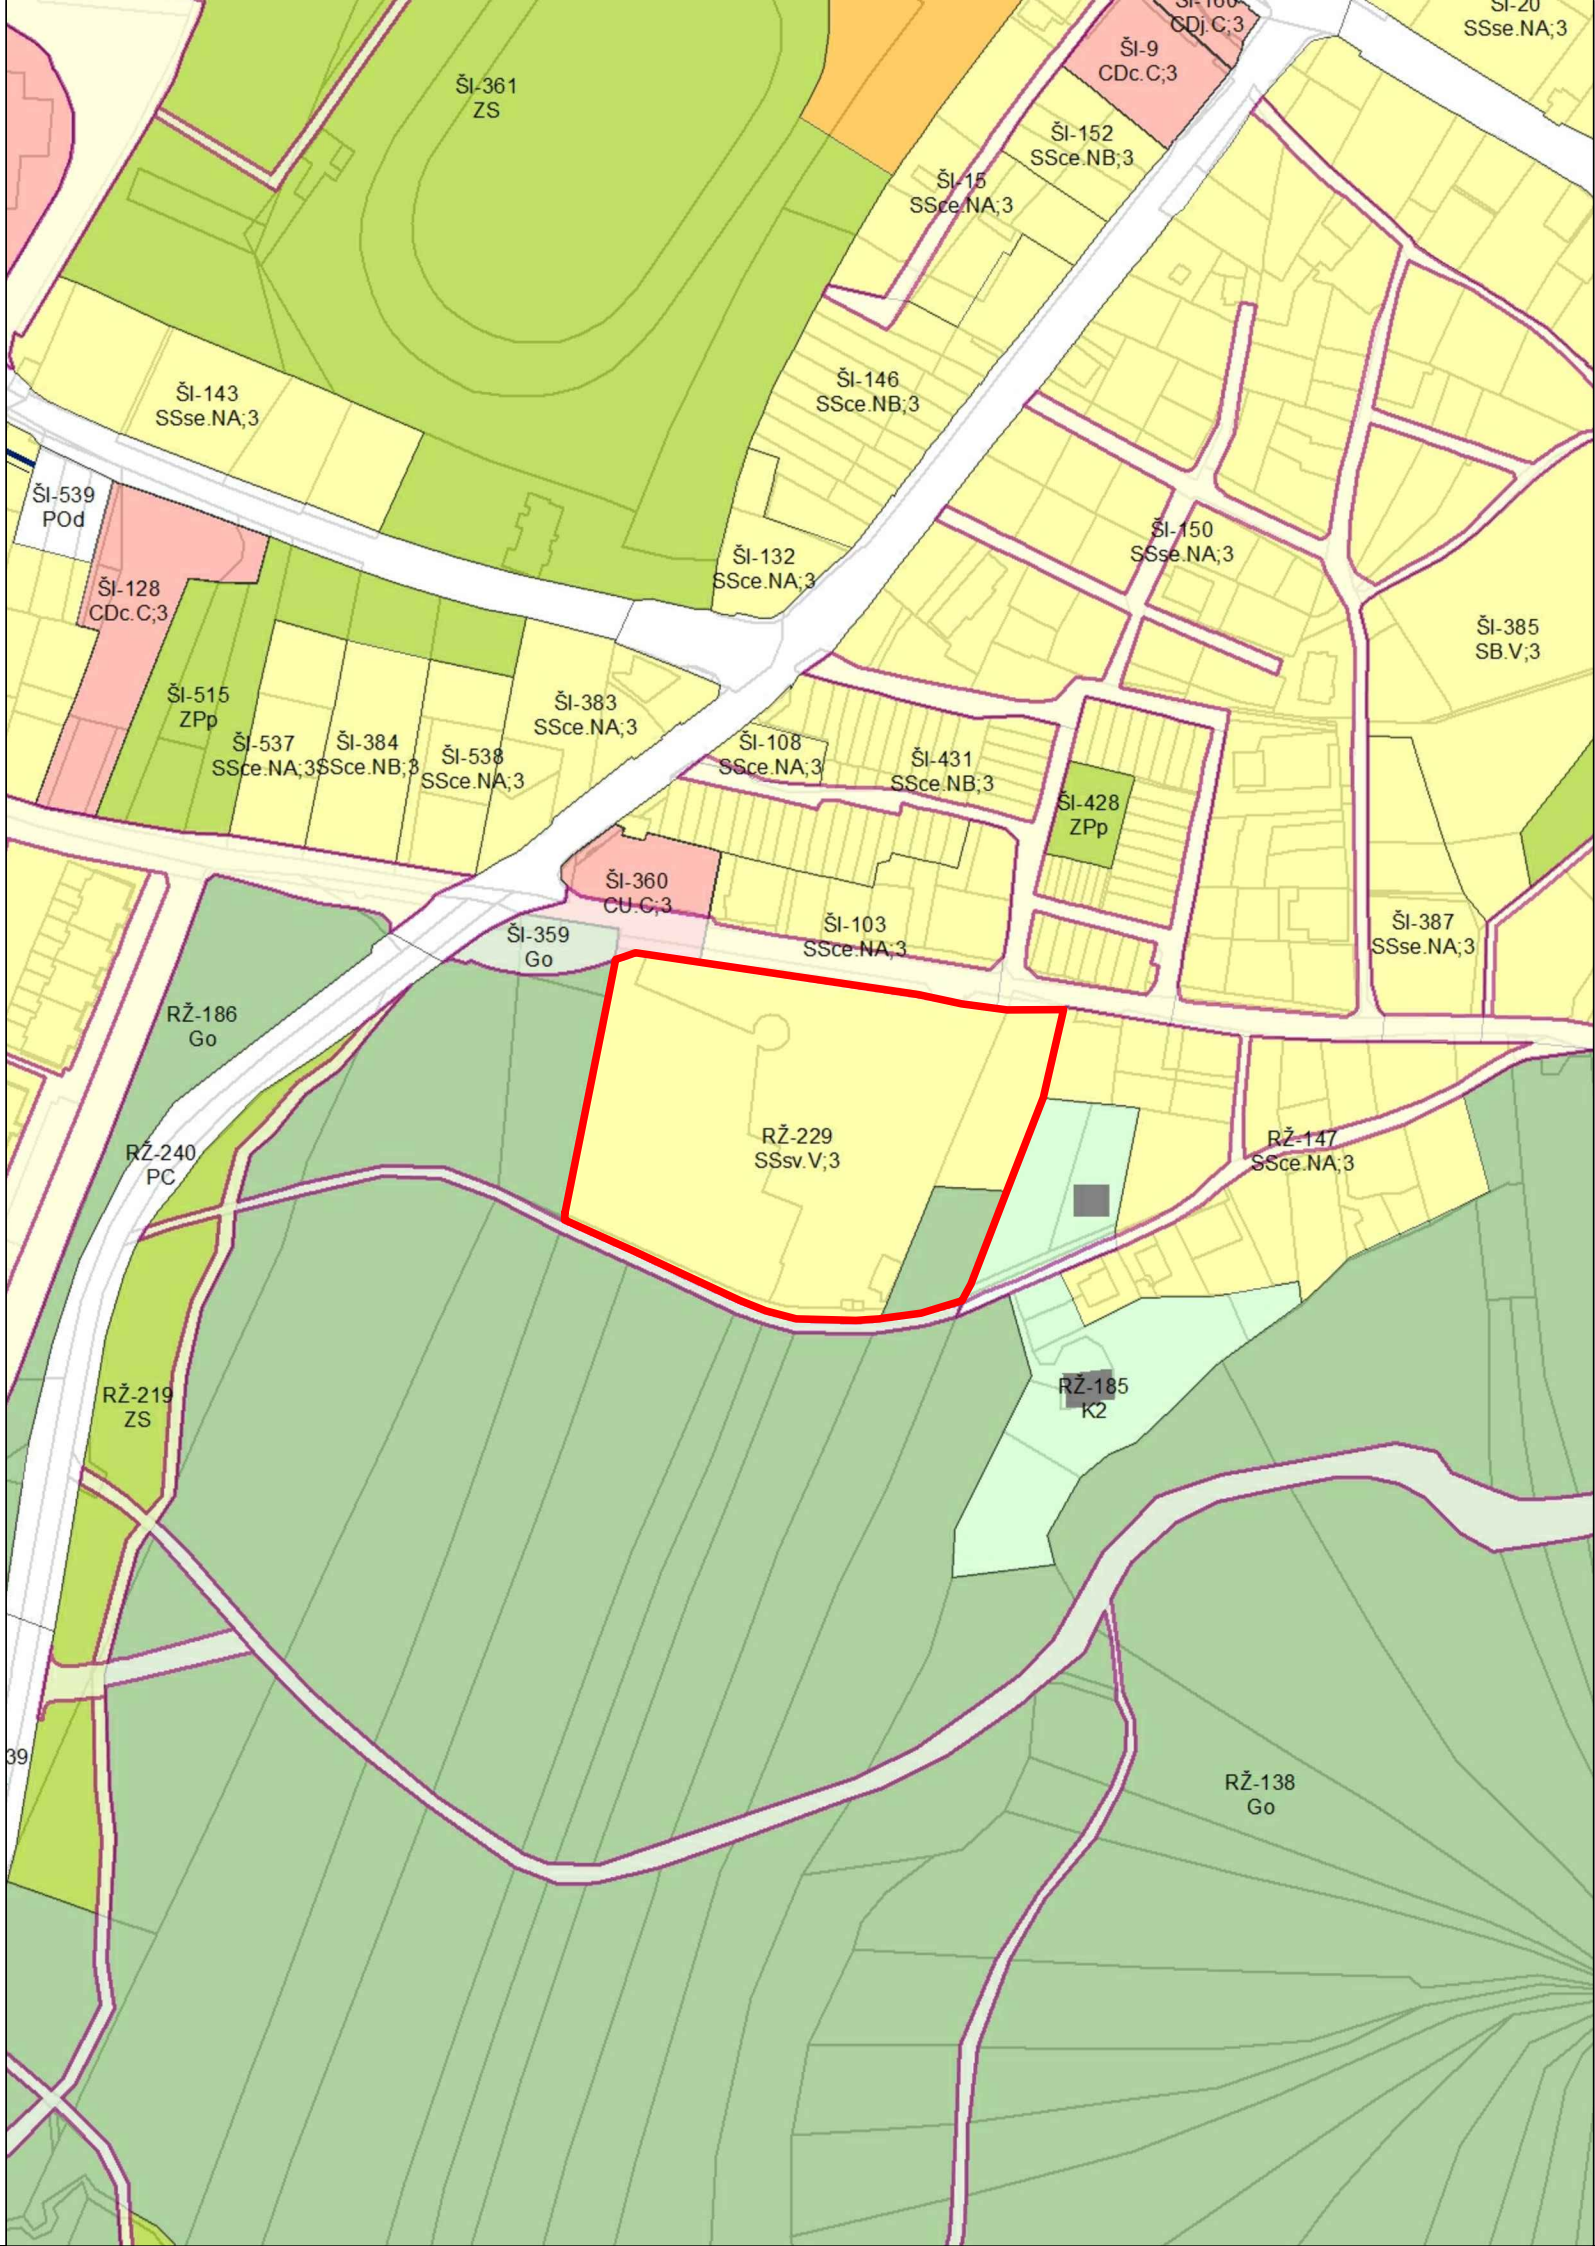 ŠI-160
CDj.C;3
ŠI-20
SSse.NA;3
ŠI-9
CDc.C;3
ŠI-361
ZS
ŠI-152
SSce.NB;3
ŠI-15
SSce.NA;3
ŠI-143
SSse.NA;3
ŠI-146
SSce.NB;3
ŠI-539
POd
ŠI-150
SSse.NA;3
ŠI-132
SSce.NA;3
ŠI-128
CDc.C;3
ŠI-385
SB.V;3
ŠI-515
ZPp
ŠI-383
SSce.NA;3
ŠI-537
SSce.NA;3
ŠI-384
SSce.NB;3
ŠI-538
SSce.NA;3
ŠI-108
SSce.NA;3
ŠI-431
SSce.NB;3
ŠI-428
ZPp
ŠI-360
CU.C;3
ŠI-103
SSce.NA;3
ŠI-387
SSse.NA;3
ŠI-359
Go
RŽ-186
Go
RŽ-229
SSsv.V;3
RŽ-147
SSce.NA;3
RŽ-240
PC
RŽ-219
ZS
RŽ-185
K2
39
RŽ-138
Go